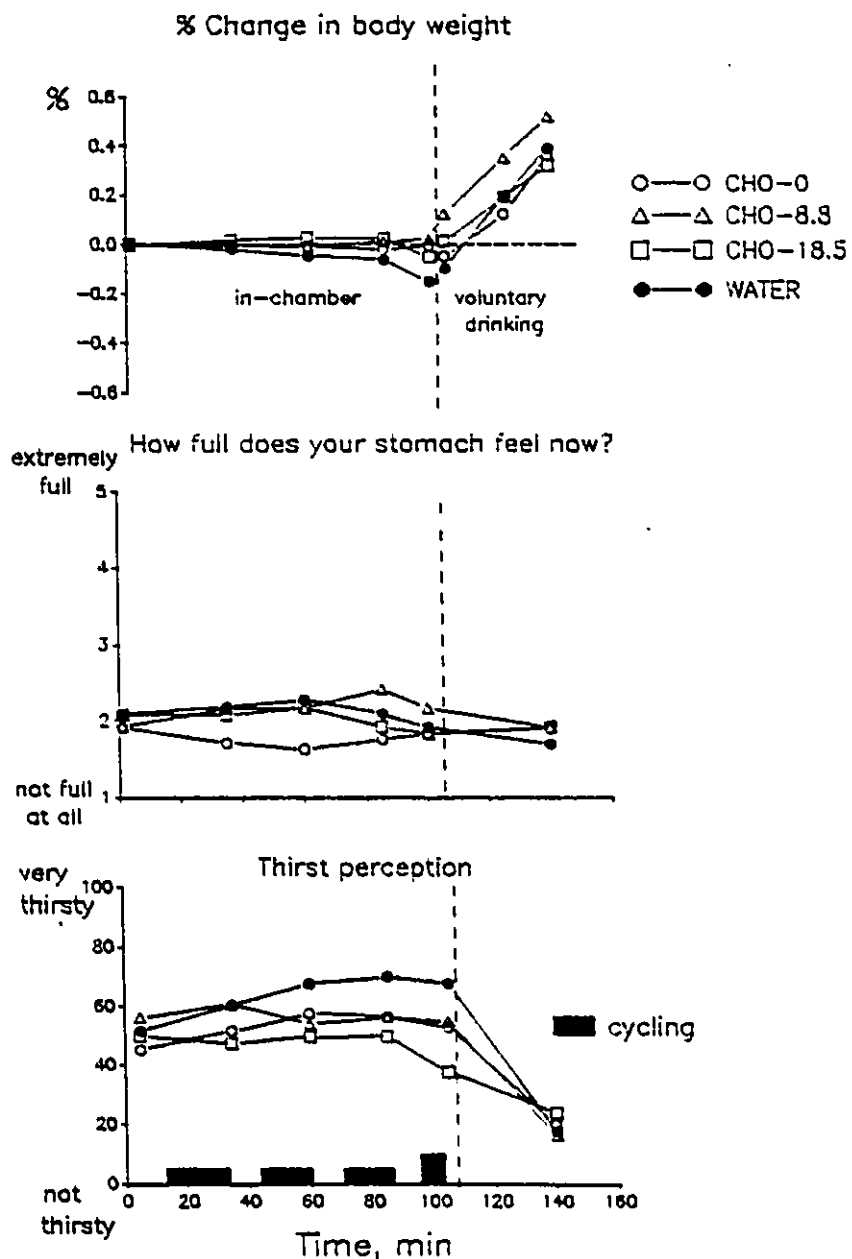 % Change in body weight
%
0.6
0.4
0.2
0.0
-0.2
-0.4
-0.6
in-chamber
voluntary
drinking
CHO-0
CHO-8.8
CHO-18.5
WATER
How full does your stomach feel now?
extremely
full
5
4
3
2
1
not full
at all
Thirst perception
very
thirsty
100
80
60
40
20
0
not
thirsty
cycling
0 20 40 60 80 100 120 140 160
Time, min